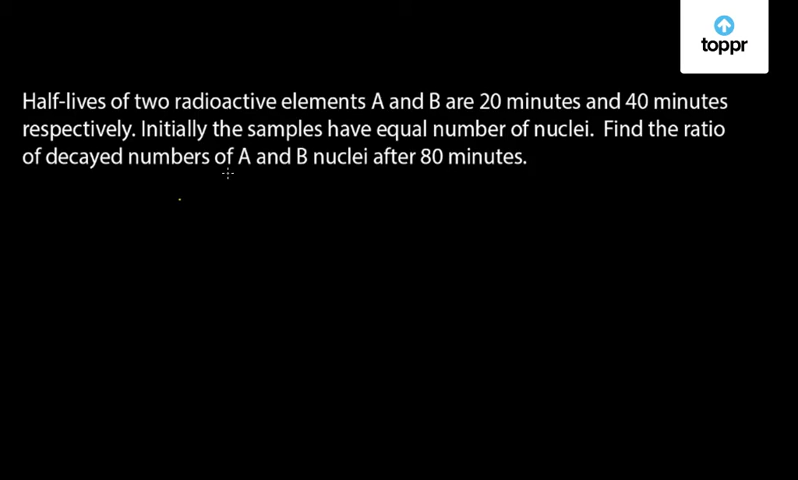 toppr
Half-lives of two radioactive elements A and B are 20 minutes and 40 minutes
respectively. Initially the samples have equal number of nuclei. Find the ratio
of decayed numbers of A and B nuclei after 80 minutes.